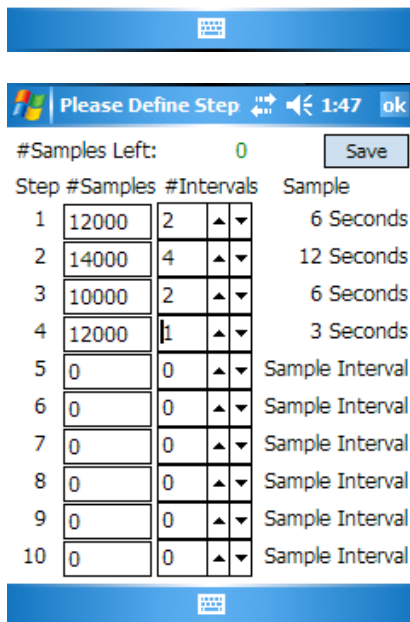 Please Define Step 1:47 ok
#Samples Left: 0 Save
Step #Samples #Intervals Sample
1 12000 2 6 Seconds
2 14000 4 12 Seconds
3 10000 2 6 Seconds
4 12000 1 3 Seconds
5 0 0 Sample Interval
6 0 0 Sample Interval
7 0 0 Sample Interval
8 0 0 Sample Interval
9 0 0 Sample Interval
10 0 0 Sample Interval